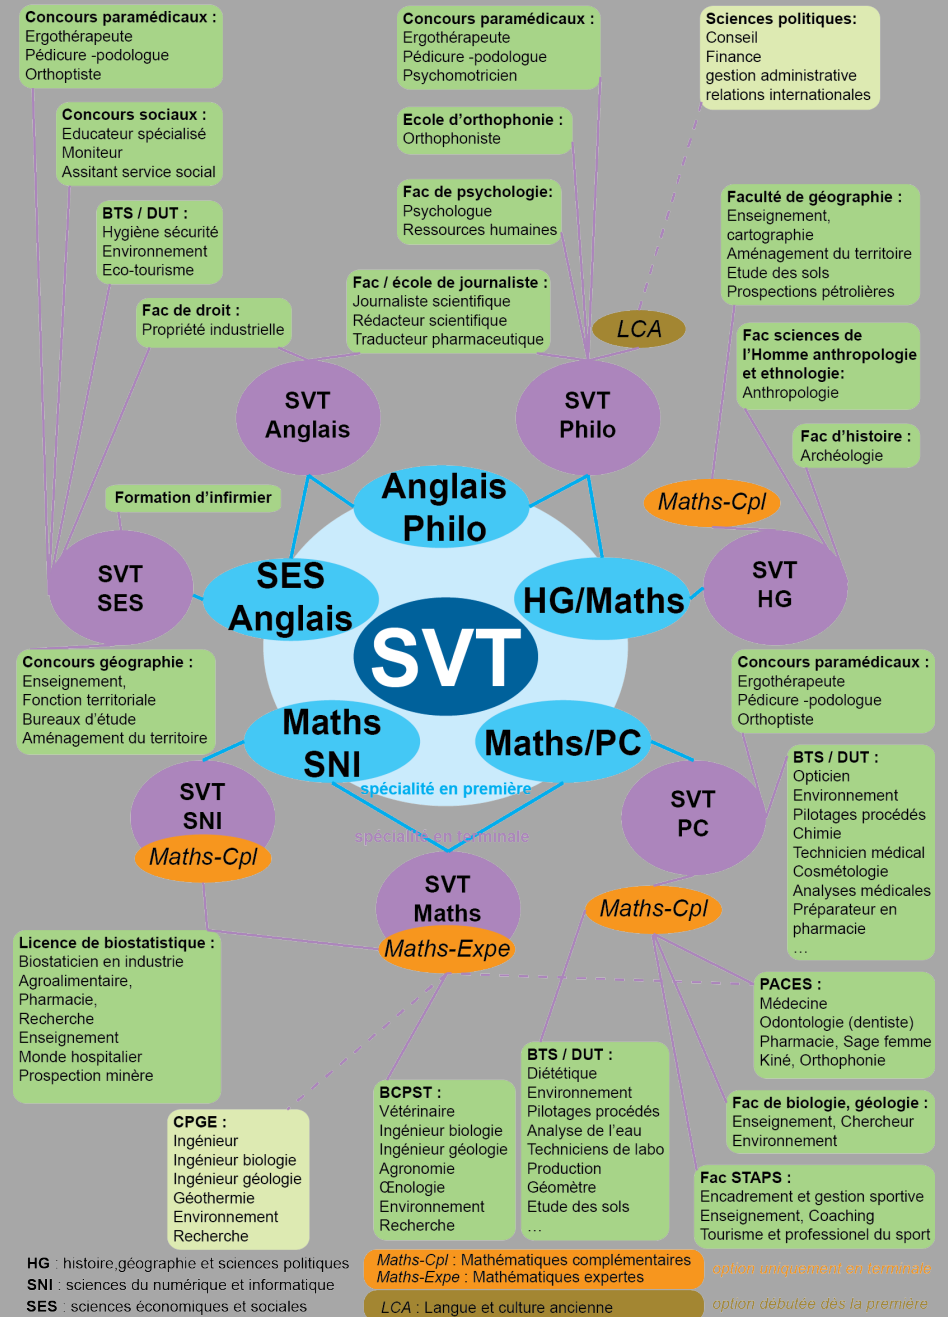 Concours paramédicaux :
Ergothérapeute
Pédicure -podologue
Orthoptiste
Concours sociaux :
Educateur spécialisé
Moniteur
Assitant service social
BTS / DUT :
Hygiène sécurité
Environnement
Eco-tourisme
Fac de droit :
Propriété industrielle
Concours paramédicaux :
Ergothérapeute
Pédicure -podologue
Psychomotricien
Ecole d'orthophonie :
Orthophoniste
Fac de psychologie:
Psychologue
Ressources humaines
Fac / école de journaliste :
Journaliste scientifique
Rédacteur scientifique
Traducteur pharmaceutique
Sciences politiques:
Conseil
Finance
gestion administrative
relations internationales
LCA
Faculté de géographie :
Enseignement,
cartographie
Aménagement du territoire
Etude des sols
Prospections pétrolières
Fac sciences de
l'Homme anthropologie
et ethnologie:
Anthropologie
Fac d'histoire :
Archéologie
SVT
Anglais
SVT
Philo
Maths-Cpl
Formation d'infirmier
Anglais
Philo
SVT
SES
SES
Anglais
HG/Maths
SVT
HG
SVT
Concours géographie :
Enseignement,
Fonction territoriale
Bureaux d'étude
Aménagement du territoire
Maths
SNI
Maths/PC
spécialité en première
spécialité en terminale
SVT
SNI
Maths-Cpl
SVT
Maths
Maths-Expe
SVT
PC
Maths-Cpl
Concours paramédicaux :
Ergothérapeute
Pédicure -podologue
Orthoptiste
BTS / DUT :
Opticien
Environnement
Pilotages procédés
Chimie
Technicien médical
Cosmétologie
Analyses médicales
Préparateur en
pharmacie
...
Licence de biostatistique :
Biostaticien en industrie
Agroalimentaire,
Pharmacie,
Recherche
Enseignement
Monde hospitalier
Prospection minère
PACES :
Médecine
Odontologie (dentiste)
Pharmacie, Sage femme
Kiné, Orthophonie
CPGE :
Ingénieur
Ingénieur biologie
Ingénieur géologie
Géothermie
Environnement
Recherche
BCPST :
Vétérinaire
Ingénieur biologie
Ingénieur géologie
Agronomie
Œnologie
Environnement
Recherche
BTS / DUT :
Diététique
Environnement
Pilotages procédés
Analyse de l'eau
Techniciens de labo
Production
Géomètre
Etude des sols
...
Fac de biologie, géologie :
Enseignement, Chercheur
Environnement
Fac STAPS :
Encadrement et gestion sportive
Enseignement, Coaching
Tourisme et professionel du sport
HG : histoire,géographie et sciences politiques
SNI : sciences du numérique et informatique
SES : sciences économiques et sociales
Maths-Cpl : Mathématiques complémentaires
Maths-Expe : Mathématiques expertes
option uniquement en terminale
LCA : Langue et culture ancienne
option débutée dès la première